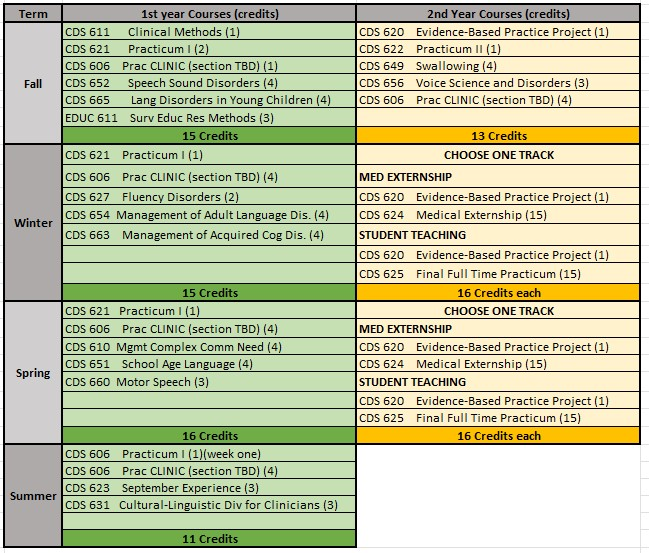 Term 1st year Courses (credits) 2nd Year Courses (credits)
Fall
CDS 611 Clinical Methods (1)
CDS 621 Practicum I (2)
CDS 606 Prac CLINIC (section TBD) (1)
CDS 652 Speech Sound Disorders (4)
CDS 665 Lang Disorders in Young Children (4)
EDUC 611 Surv Educ Res Methods (3)
15 Credits
CDS 620 Evidence-Based Practice Project (1)
CDS 622 Practicum II (1)
CDS 649 Swallowing (4)
CDS 656 Voice Science and Disorders (3)
CDS 606 Prac CLINIC (section TBD) (4)
13 Credits
Winter
CDS 621 Practicum I (1)
CDS 606 Prac CLINIC (section TBD) (4)
CDS 627 Fluency Disorders (2)
CDS 654 Management of Adult Language Dis. (4)
CDS 663 Management of Acquired Cog Dis. (4)
15 Credits
CHOOSE ONE TRACK
MED EXTERNSHIP
CDS 620 Evidence-Based Practice Project (1)
CDS 624 Medical Externship (15)
STUDENT TEACHING
CDS 620 Evidence-Based Practice Project (1)
CDS 625 Final Full Time Practicum (15)
16 Credits each
Spring
CDS 621 Practicum I (1)
CDS 606 Prac CLINIC (section TBD) (4)
CDS 610 Mgmt Complex Comm Need (4)
CDS 651 School Age Language (4)
CDS 660 Motor Speech (3)
16 Credits
CHOOSE ONE TRACK
MED EXTERNSHIP
CDS 620 Evidence-Based Practice Project (1)
CDS 624 Medical Externship (15)
STUDENT TEACHING
CDS 620 Evidence-Based Practice Project (1)
CDS 625 Final Full Time Practicum (15)
16 Credits each
Summer
CDS 606 Practicum I (1)(week one)
CDS 606 Prac CLINIC (section TBD) (4)
CDS 623 September Experience (3)
CDS 631 Cultural-Linguistic Div for Clinicians (3)
11 Credits